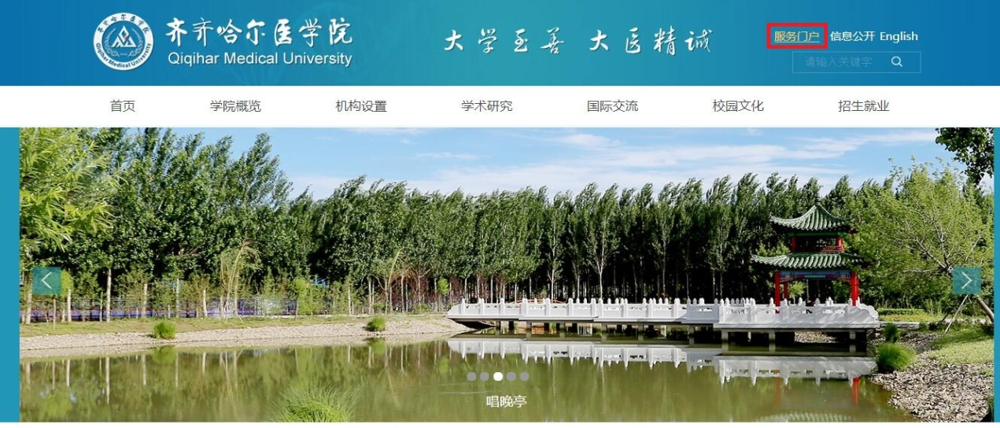 齐齐哈尔医学院
Qiqihar Medical University
大学至善 大医精诚
服务门户 信息公开 English
请输入关键字
首页 学院概览 机构设置 学术研究 国际交流 校园文化 招生就业
唱晚亭